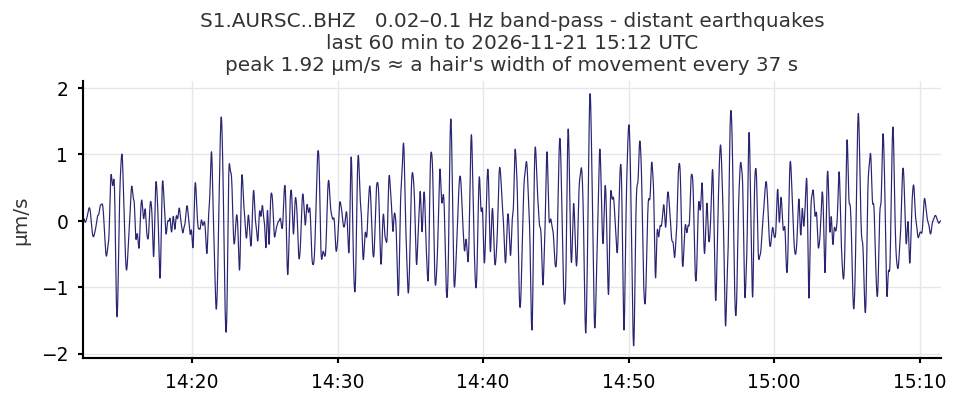 S1.AURSC..BHZ   0.02–0.1 Hz band-pass - distant earthquakes
last 60 min to 2026-11-21 15:12 UTC
peak 1.92 µm/s ≈ a hair's width of movement every 37 s
2
1
0
−1
−2
µm/s
14:20
14:30
14:40
14:50
15:00
15:10